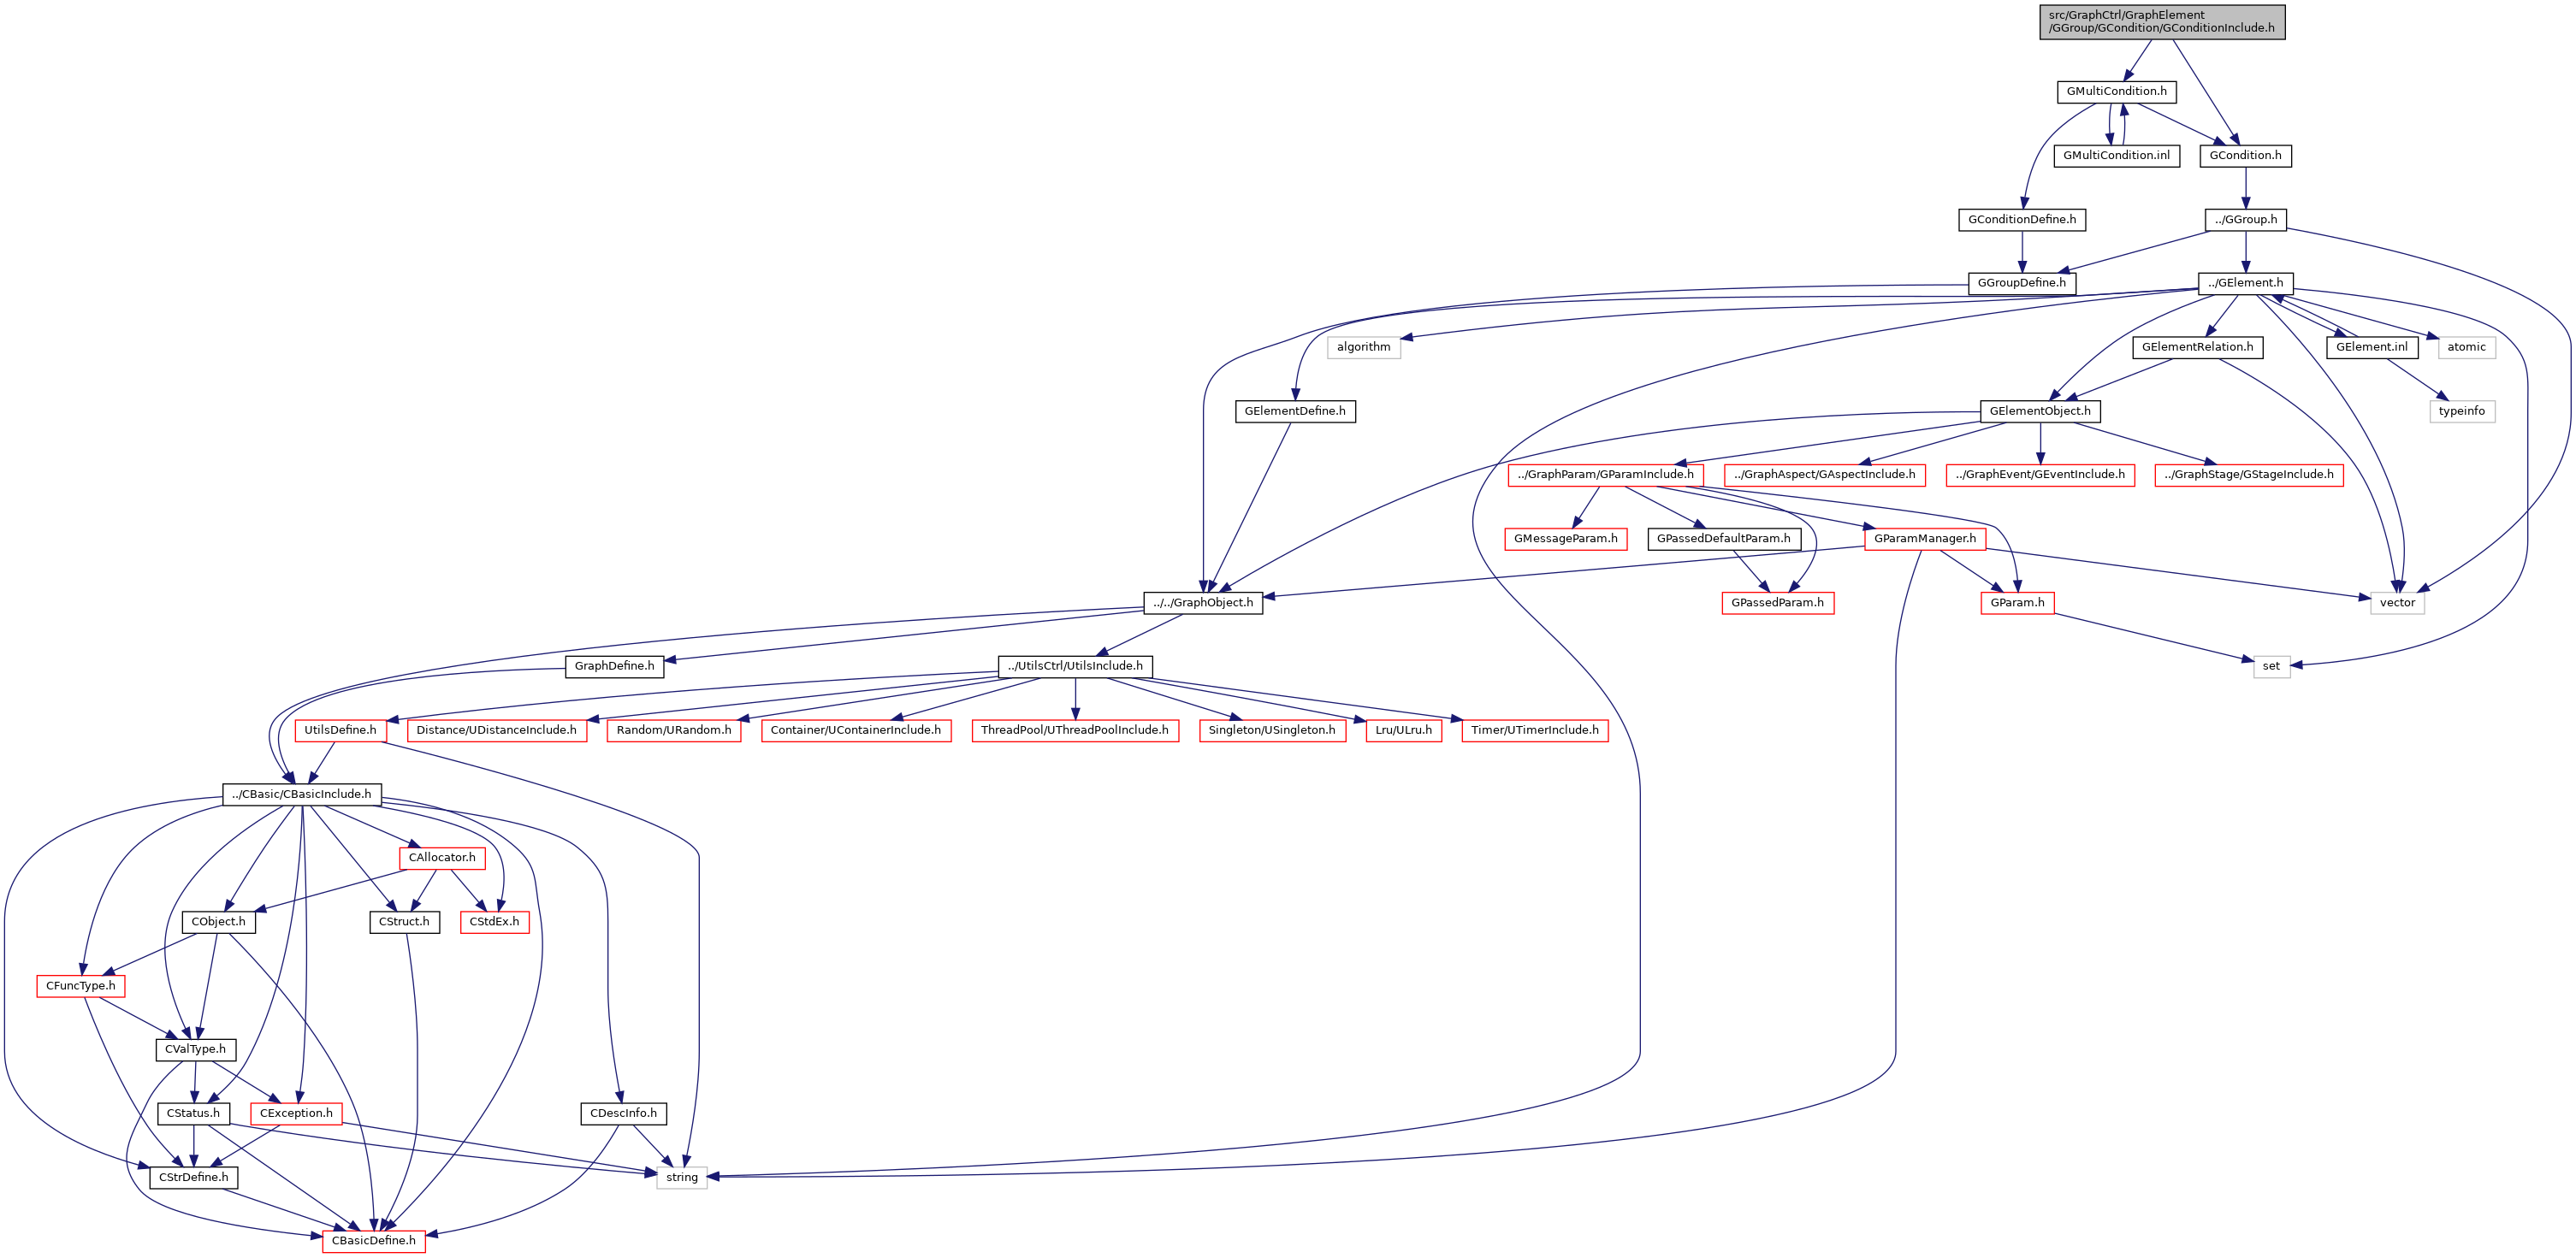 src/GraphCtrl/GraphElement
/GGroup/GCondition/GConditionInclude.h
GMultiCondition.h
GMultiCondition.inl
GCondition.h
GConditionDefine.h
../GGroup.h
GGroupDefine.h
../GElement.h
algorithm
GElementRelation.h
GElement.inl
atomic
GElementDefine.h
GElementObject.h
typeinfo
../GraphParam/GParamInclude.h
../GraphAspect/GAspectInclude.h
../GraphEvent/GEventInclude.h
../GraphStage/GStageInclude.h
GMessageParam.h
GPassedDefaultParam.h
GParamManager.h
../../GraphObject.h
GPassedParam.h
GParam.h
vector
GraphDefine.h
../UtilsCtrl/UtilsInclude.h
set
UtilsDefine.h
Distance/UDistanceInclude.h
Random/URandom.h
Container/UContainerInclude.h
ThreadPool/UThreadPoolInclude.h
Singleton/USingleton.h
Lru/ULru.h
Timer/UTimerInclude.h
../CBasic/CBasicInclude.h
CAllocator.h
CObject.h
CStruct.h
CStdEx.h
CFuncType.h
CValType.h
CStatus.h
CException.h
CDescInfo.h
CStrDefine.h
string
CBasicDefine.h